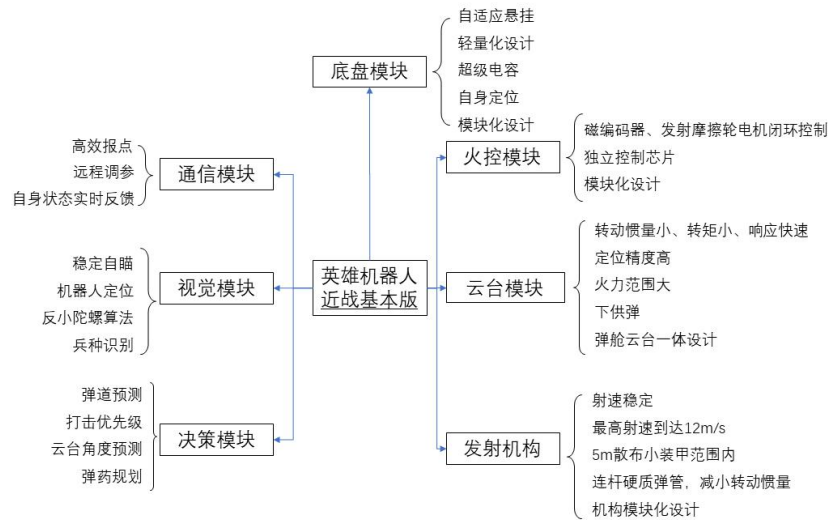 底盘模块
自适应悬挂
轻量化设计
超级电容
自身定位
模块化设计
通信模块
高效报点
远程调参
自身状态实时反馈
火控模块
磁编码器、发射摩擦轮电机闭环控制
独立控制芯片
模块化设计
视觉模块
稳定自瞄
机器人定位
反小陀螺算法
兵种识别
英雄机器人
近战基本版
云台模块
转动惯量小、转矩小、响应快速
定位精度高
火力范围大
下供弹
弹舱云台一体设计
决策模块
弹道预测
打击优先级
云台角度预测
弹药规划
发射机构
射速稳定
最高射速到达12m/s
5m散布小装甲范围内
连杆硬质弹管，减小转动惯量
机构模块化设计